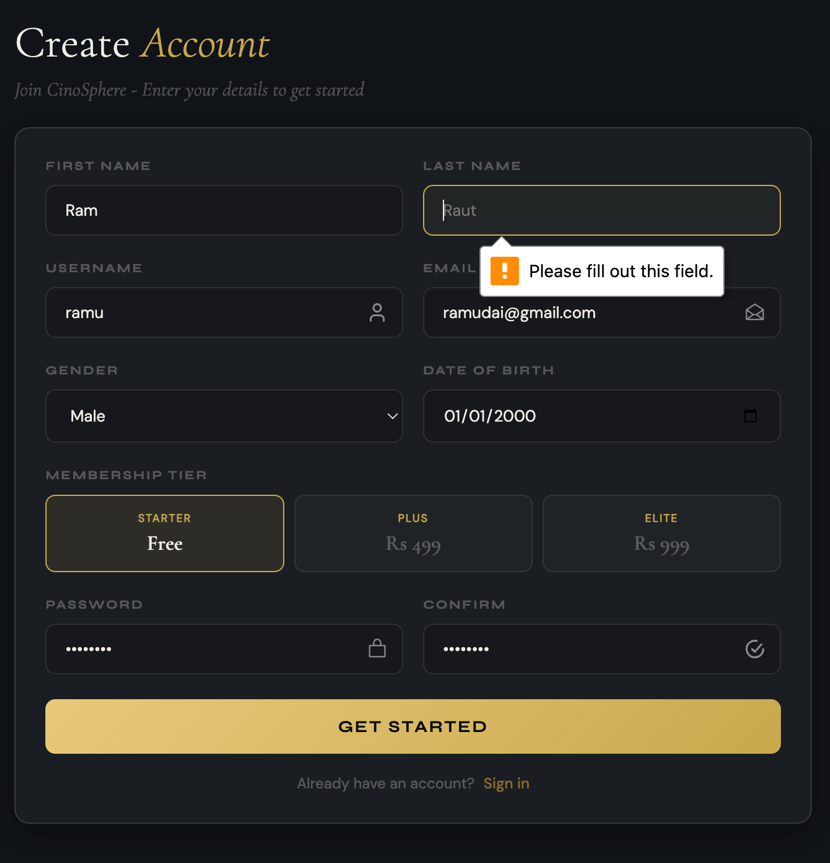 Create Account
Join CinoSphere - Enter your details to get started
FIRST NAME
LAST NAME
Ram
Raut
Please fill out this field.
USERNAME
EMAIL
ramu
ramudai@gmail.com
GENDER
DATE OF BIRTH
Male
01/01/2000
MEMBERSHIP TIER
STARTER
Free
PLUS
Rs 499
ELITE
Rs 999
PASSWORD
CONFIRM
••••••••
••••••••
GET STARTED
Already have an account? Sign in